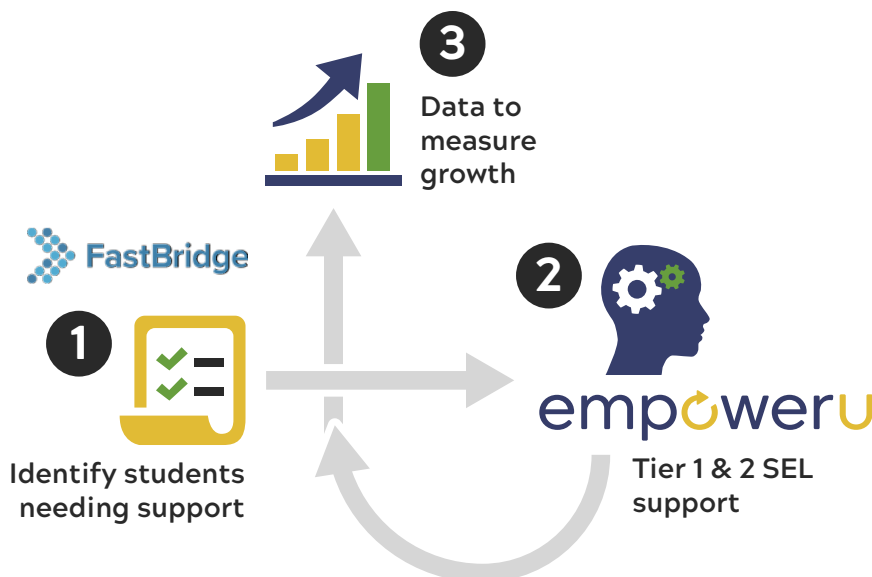 3
Data to
measure
growth
FastBridge
1
Identify students
needing support
2
empoweru
Tier 1 & 2 SEL
support